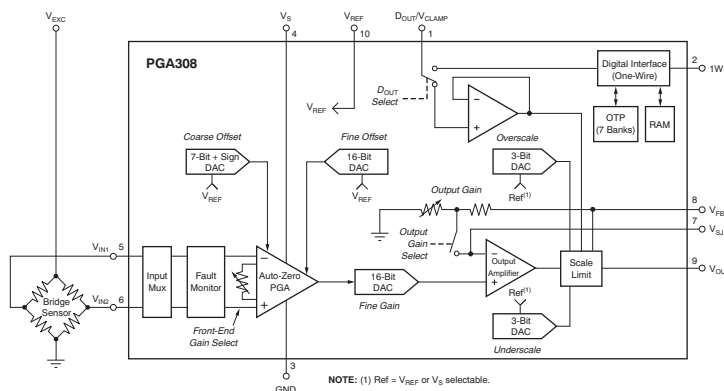 VEXC
VS
4
VREF
10
DOUT/VCLAMP
1
PGA308
2
1W
Digital Interface
(One-Wire)
DOUT
Select
VREF
OTP
(7 Banks)
RAM
Coarse Offset
7-Bit + Sign
DAC
VREF
Fine Offset
16-Bit
DAC
VREF
−
+
Overscale
3-Bit
DAC
Ref(1)
Output Gain
8
VFB
7
VSJ
Output
Gain
Select
VIN1
5
VIN2
6
Bridge
Sensor
Input
Mux
Fault
Monitor
−
Auto-Zero
PGA
+
Front-End
Gain Select
16-Bit
DAC
Fine Gain
−
Output
Amplifier
+
Scale
Limit
9
VOU
Ref(1)
3-Bit
DAC
Underscale
3
GND
NOTE: (1) Ref = VREF or VS selectable.